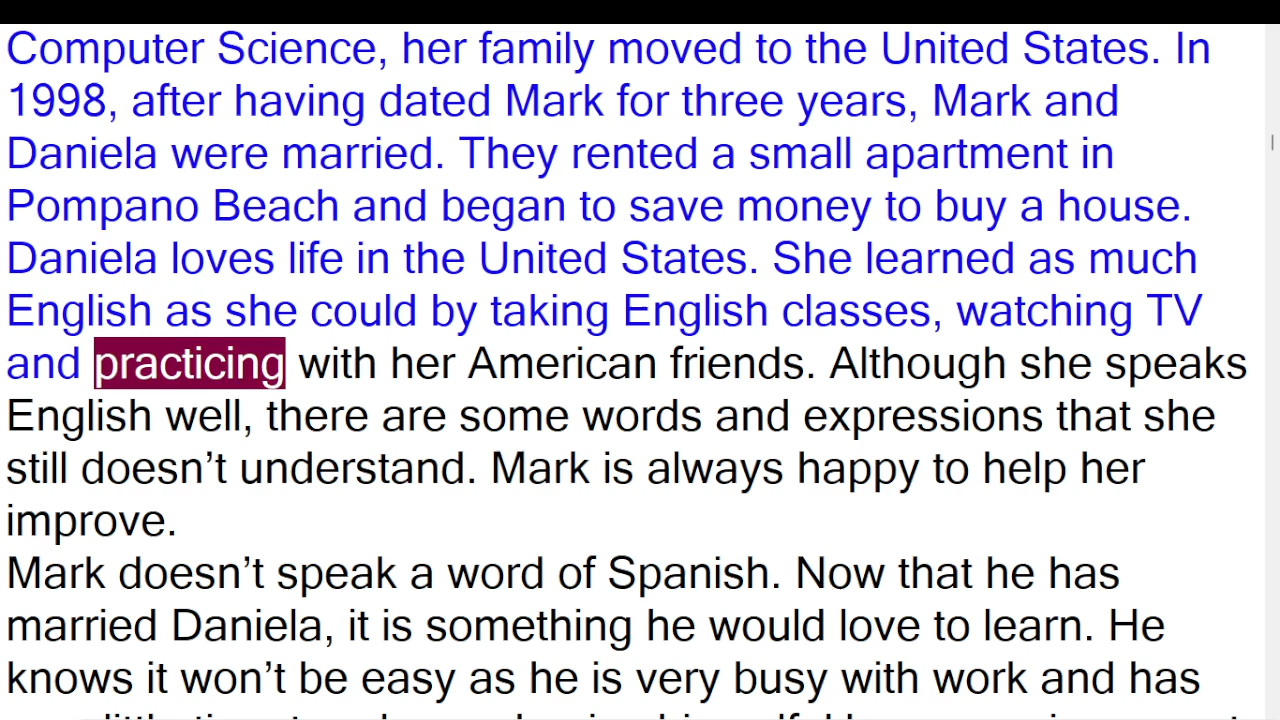 Computer Science, her family moved to the United States. In
1998, after having dated Mark for three years, Mark and
Daniela were married. They rented a small apartment in
Pompano Beach and began to save money to buy a house.
Daniela loves life in the United States. She learned as much
English as she could by taking English classes, watching TV
and practicing with her American friends. Although she speaks
English well, there are some words and expressions that she
still doesn’t understand. Mark is always happy to help her
improve.
Mark doesn’t speak a word of Spanish. Now that he has
married Daniela, it is something he would love to learn. He
knows it won’t be easy as he is very busy with work and has